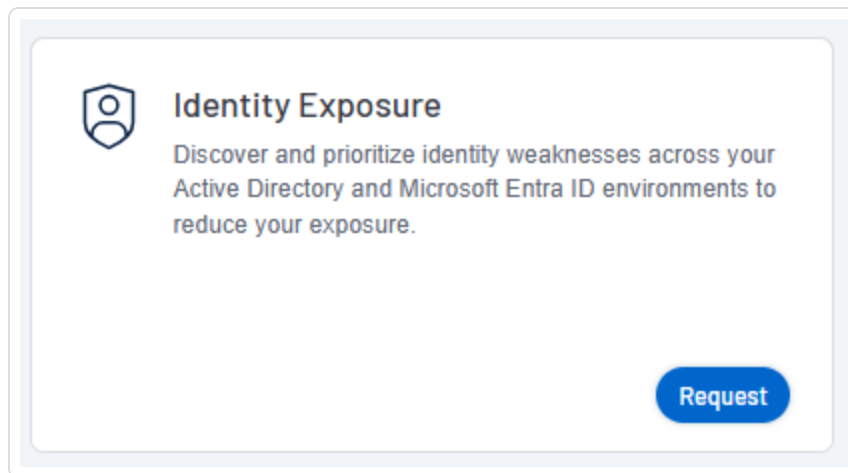 Identity Exposure
Discover and prioritize identity weaknesses across your
Active Directory and Microsoft Entra ID environments to
reduce your exposure.
Request